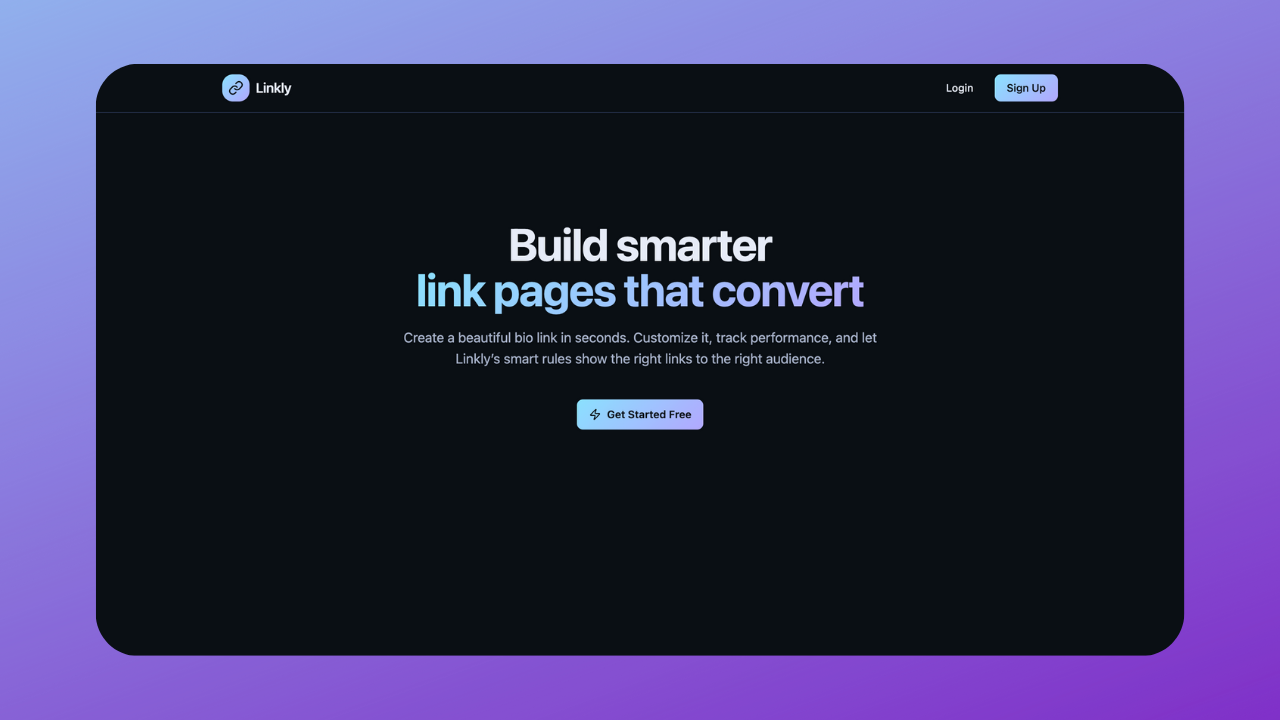 Linkly
Login
Sign Up
Build smarter
link pages that convert
Create a beautiful bio link in seconds. Customize it, track performance, and let
Linkly’s smart rules show the right links to the right audience.
Get Started Free